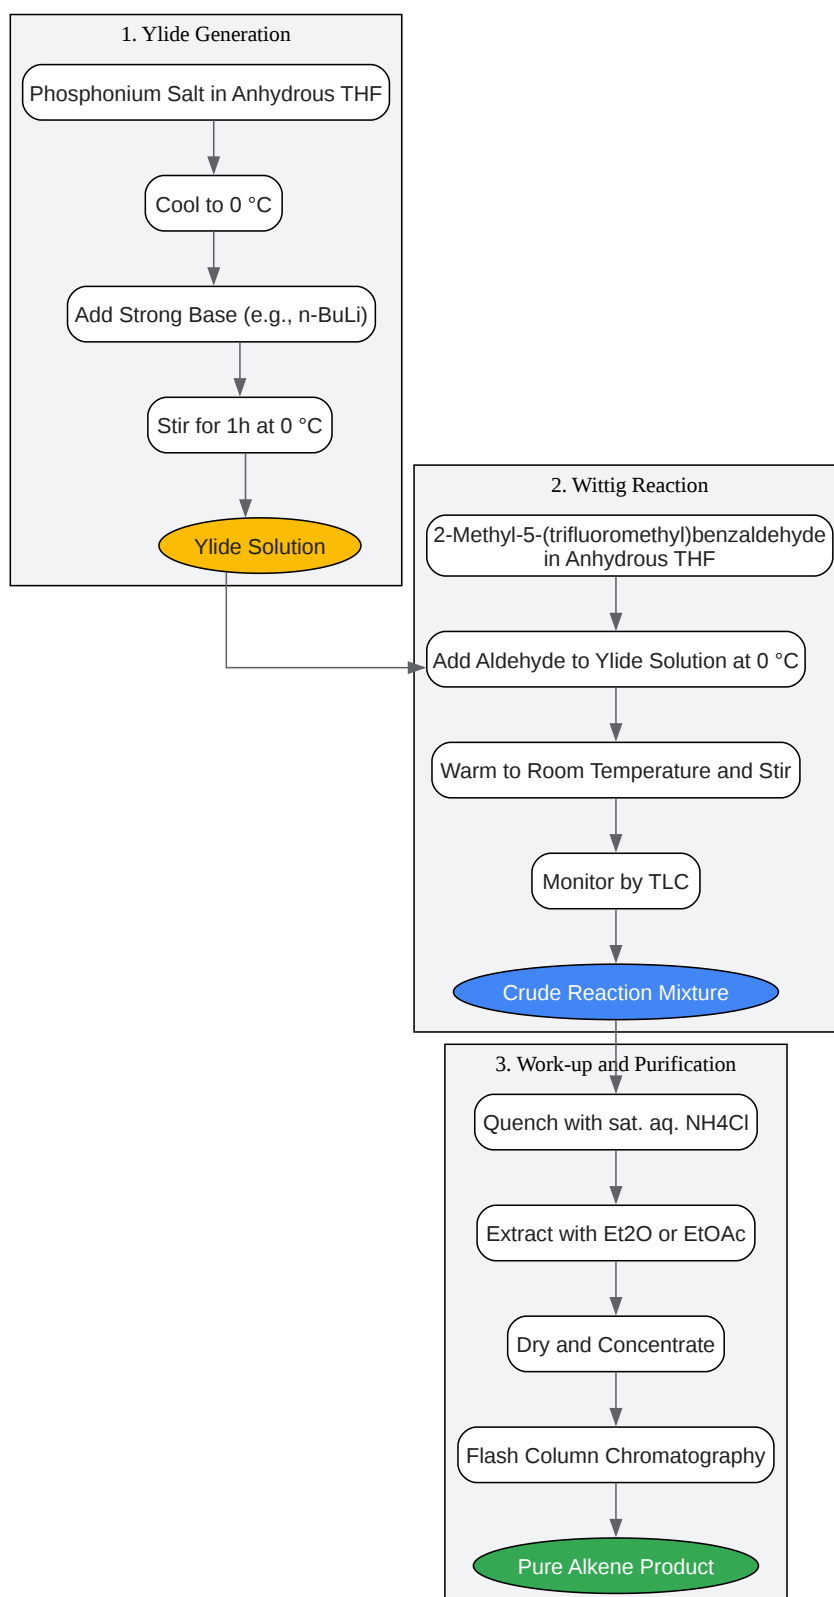 1. Ylide Generation
Phosphonium Salt in Anhydrous THF
Cool to 0 °C
Add Strong Base (e.g., n-BuLi)
Stir for 1h at 0 °C
Ylide Solution
2. Wittig Reaction
2-Methyl-5-(trifluoromethyl)benzaldehyde
in Anhydrous THF
Add Aldehyde to Ylide Solution at 0 °C
Warm to Room Temperature and Stir
Monitor by TLC
Crude Reaction Mixture
3. Work-up and Purification
Quench with sat. aq. NH4Cl
Extract with Et2O or EtOAc
Dry and Concentrate
Flash Column Chromatography
Pure Alkene Product